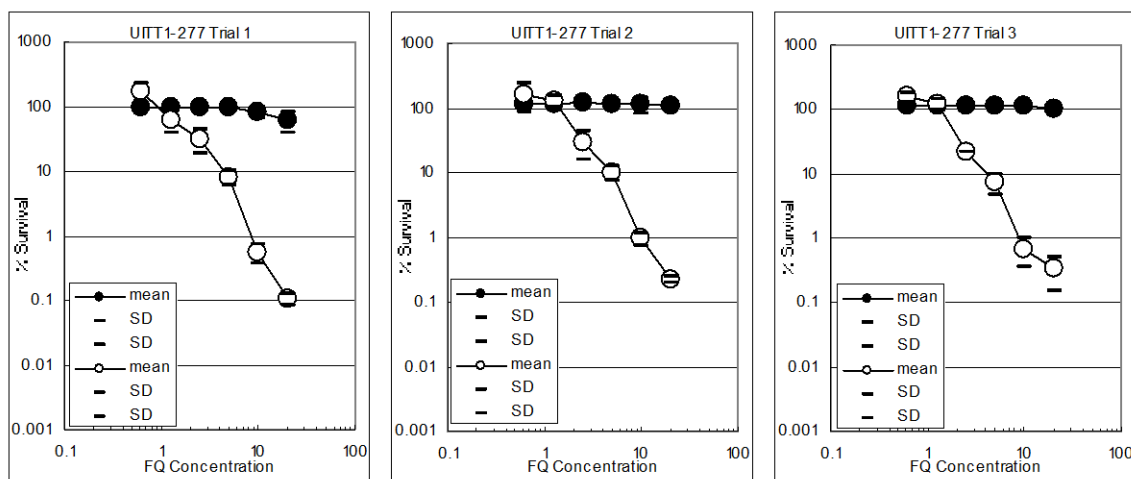 UITT1-277 Trial 1
1000
100
10
1
0.1
0.01
0.001
% Survival
mean
SD
SD
mean
SD
SD
0.1
1
10
100
FQ Concentration
UITT1-277 Trial 2
1000
100
10
1
0.1
0.01
0.001
% Survival
mean
SD
SD
mean
SD
SD
0.1
1
10
100
FQ Concentration
UITT1-277 Trial 3
1000
100
10
1
0.1
0.01
0.001
% Survival
mean
SD
SD
mean
SD
SD
0.1
1
10
100
FQ Concentration